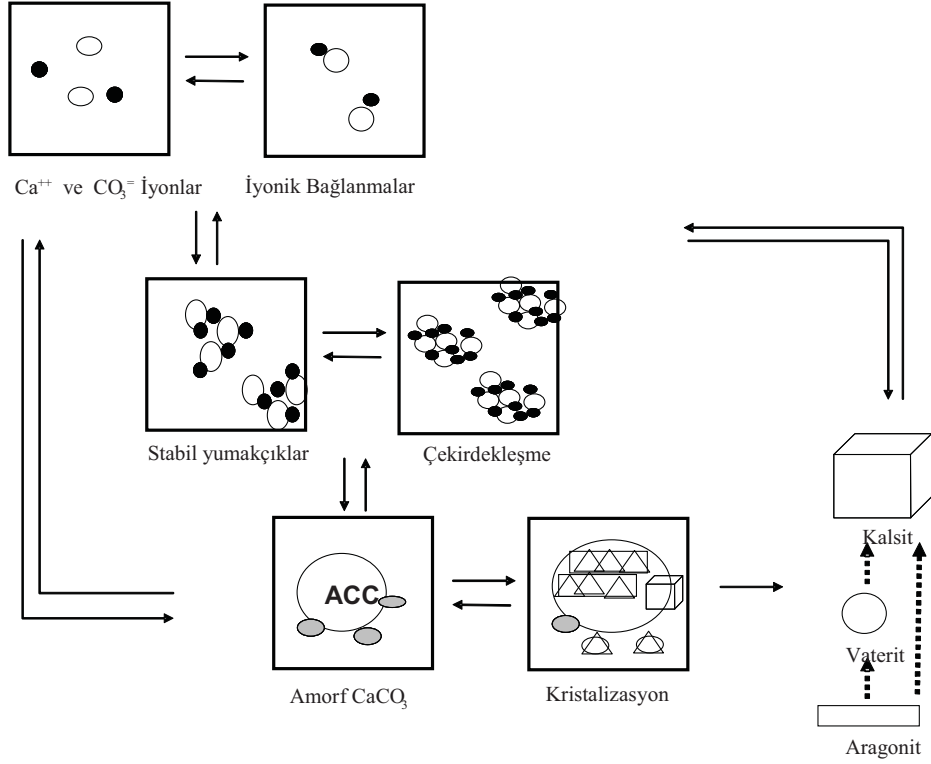 Ca⁺⁺ ve CO₃⁼ İyonlar
İyonik Bağlanmalar
Stabil yumakçıklar
Çekirdekleşme
Kalsit
ACC
Vaterit
Amorf CaCO₃
Kristalizasyon
Aragonit